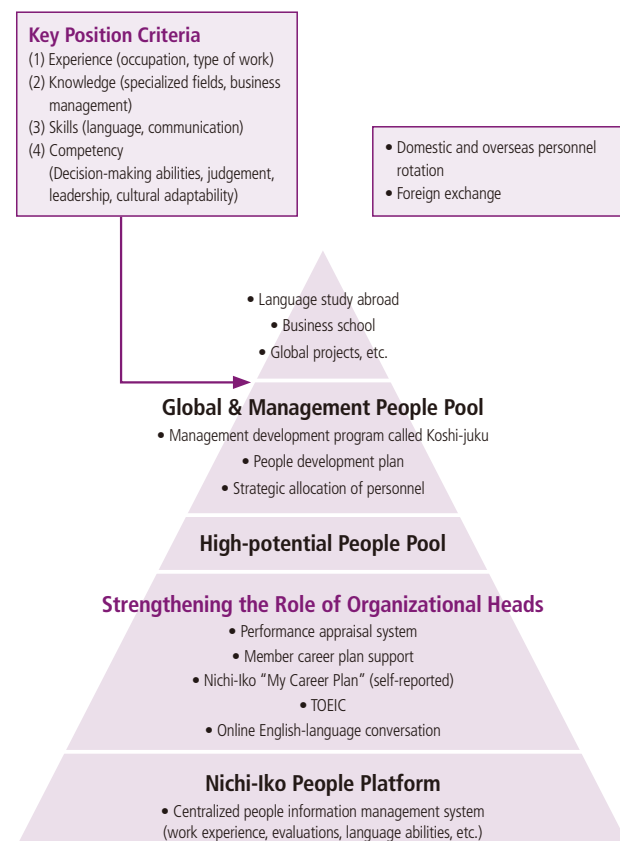 Key Position Criteria
(1) Experience (occupation, type of work)
(2) Knowledge (specialized fields, business
management)
(3) Skills (language, communication)
(4) Competency
(Decision-making abilities, judgement,
leadership, cultural adaptability)
• Domestic and overseas personnel
rotation
• Foreign exchange
• Language study abroad
• Business school
• Global projects, etc.
Global & Management People Pool
• Management development program called Koshi-juku
• People development plan
• Strategic allocation of personnel
High-potential People Pool
Strengthening the Role of Organizational Heads
• Performance appraisal system
• Member career plan support
• Nichi-Iko “My Career Plan” (self-reported)
• TOEIC
• Online English-language conversation
Nichi-Iko People Platform
• Centralized people information management system
(work experience, evaluations, language abilities, etc.)